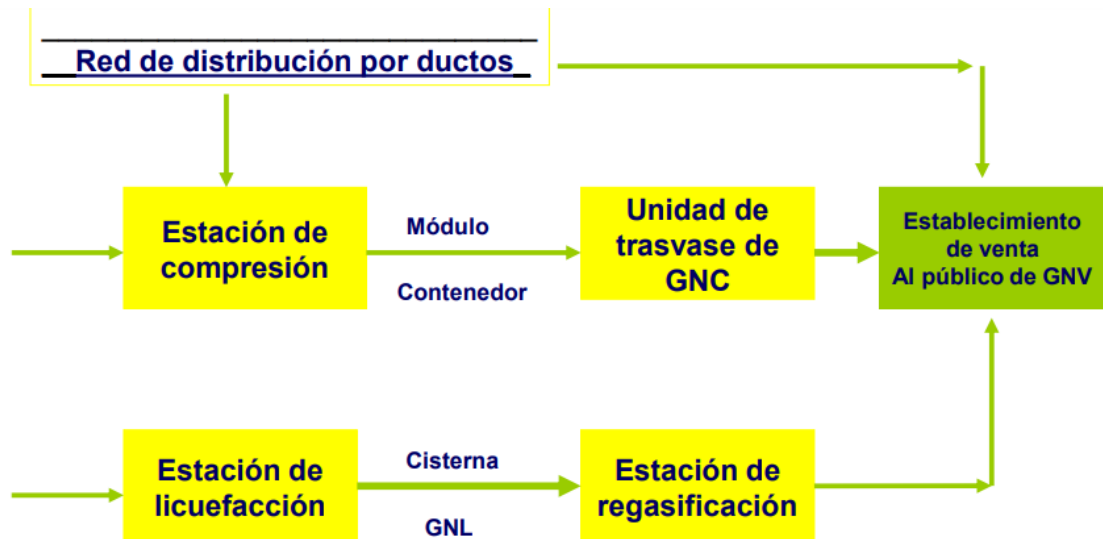 Red de distribución por ductos
Estación de
compresión
Módulo
Contenedor
Unidad de
trasvase de
GNC
Establecimiento
de venta
Al público de GNV
Estación de
licuefacción
Cisterna
GNL
Estación de
regasificación